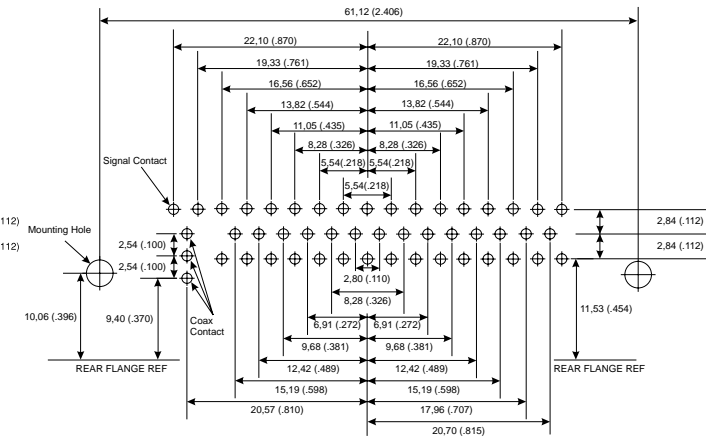 61,12 (2.406)
22,10 (.870) 22,10 (.870)
19,33 (.761) 19,33 (.761)
16,56 (.652) 16,56 (.652)
13,82 (.544) 13,82 (.544)
11,05 (.435) 11,05 (.435)
8,28 (.326) 8,28 (.326)
5,54(.218) 5,54(.218)
Signal Contact
5,54(.218)
.112)
2,84 (.112)
Mounting Hole
2,54 (.100)
.112)
2,84 (.112)
2,54 (.100)
2,80 (.110)
8,28 (.326)
10,06 (.396)
9,40 (.370)
Coax
Contact
6,91 (.272) 6,91 (.272)
11,53 (.454)
9,68 (.381) 9,68 (.381)
REAR FLANGE REF
12,42 (.489) 12,42 (.489)
REAR FLANGE REF
15,19 (.598) 15,19 (.598)
20,57 (.810) 17,96 (.707)
20,70 (.815)